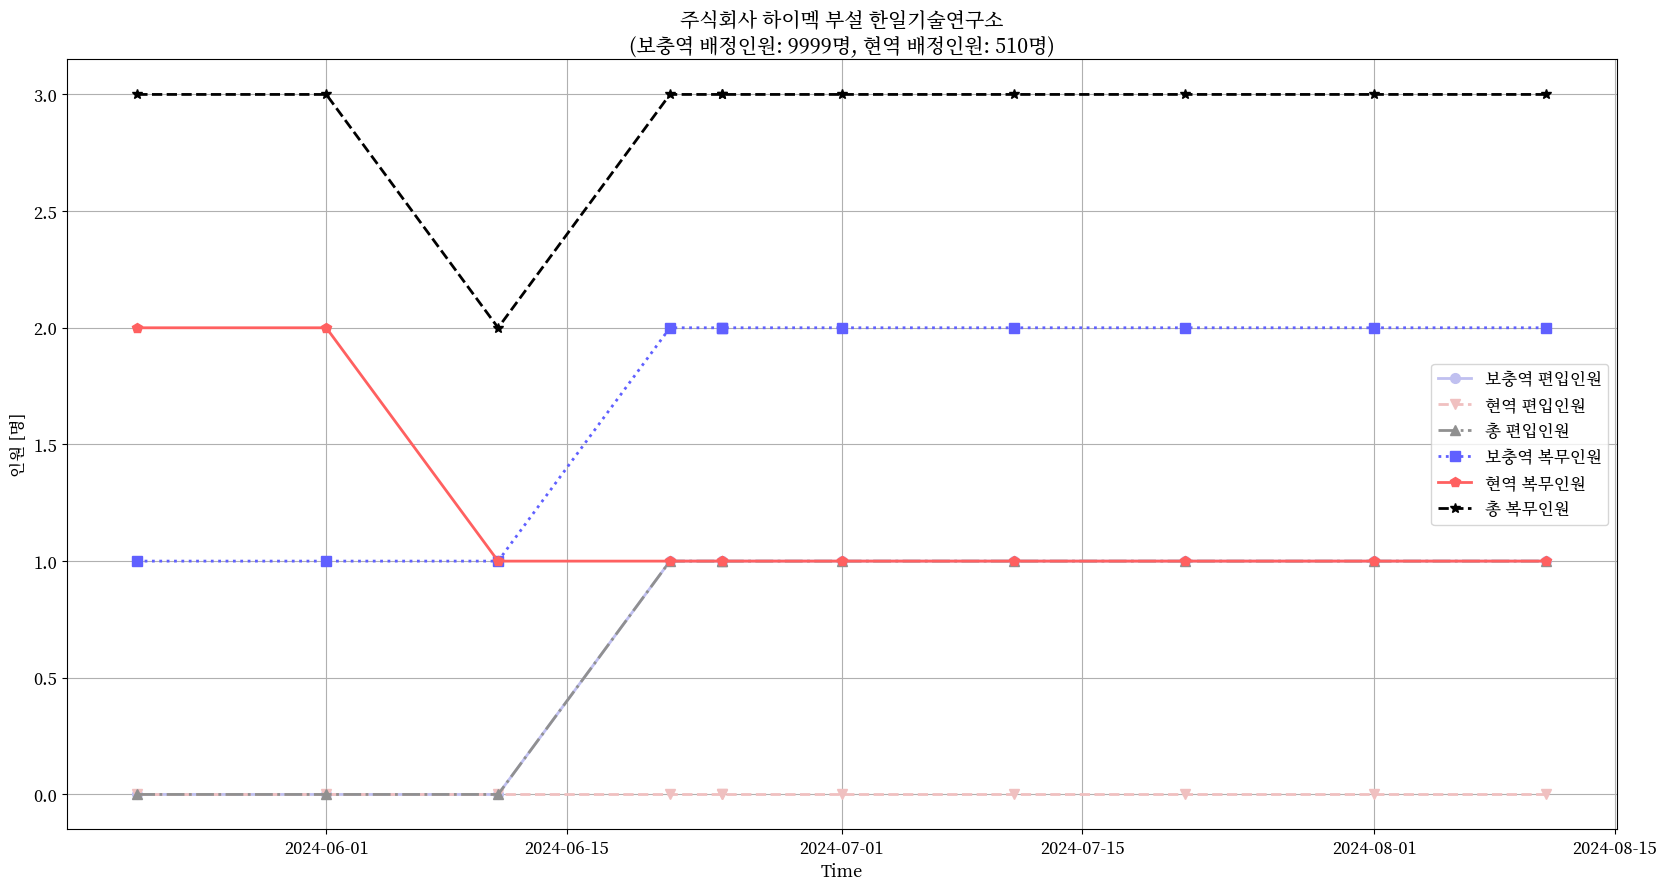 주식회사 하이멕 부설 한일기술연구소
(보충역 배정인원: 9999명, 현역 배정인원: 510명)
3.0
2.5
2.0
1.5
1.0
0.5
0.0
인원 [명]
보충역 편입인원
현역 편입인원
총 편입인원
보충역 복무인원
현역 복무인원
총 복무인원
2024-06-01
2024-06-15
2024-07-01
2024-07-15
2024-08-01
2024-08-15
Time